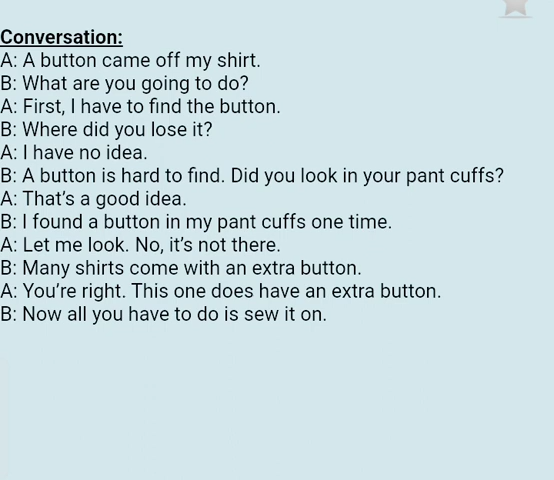 Conversation:
A: A button came off my shirt.
B: What are you going to do?
A: First, I have to find the button.
B: Where did you lose it?
A: I have no idea.
B: A button is hard to find. Did you look in your pant cuffs?
A: That’s a good idea.
B: I found a button in my pant cuffs one time.
A: Let me look. No, it’s not there.
B: Many shirts come with an extra button.
A: You’re right. This one does have an extra button.
B: Now all you have to do is sew it on.